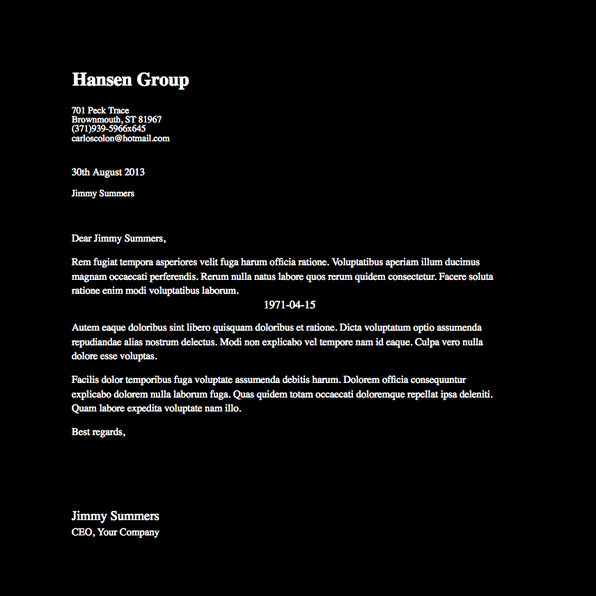 Hansen Group
701 Peck Trace
Brownmouth, ST 81967
(371)939-5966x645
carloscolon@hotmail.com
30th August 2013
Jimmy Summers
Dear Jimmy Summers,
Rem fugiat tempora asperiores velit fuga harum officia ratione. Voluptatibus aperiam illum ducimus
magnam occaecati perferendis. Rerum nulla natus labore quos rerum quidem consectetur. Facere soluta
ratione enim modi voluptatibus laborum.
1971-04-15
Autem eaque doloribus sint libero quisquam doloribus et ratione. Dicta voluptatum optio assumenda
repudiandae alias nostrum delectus. Modi non explicabo vel tempore nam id eaque. Culpa vero nulla
dolore esse voluptas.
Facilis dolor temporibus fuga voluptate assumenda debitis harum. Dolorem officia consequuntur
explicabo dolorem nulla laborum fuga. Quas quidem totam occaecati doloremque repellat ipsa deleniti.
Quam labore expedita voluptate nam illo.
Best regards,
Jimmy Summers
CEO, Your Company